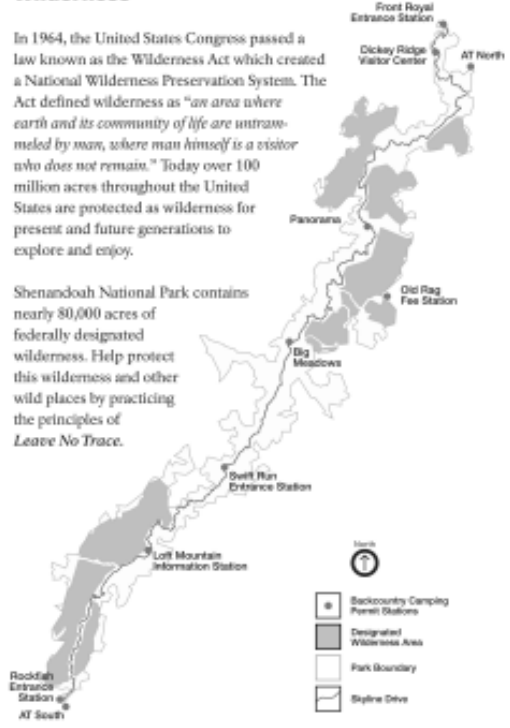 In 1964, the United States Congress passed a
law known as the Wilderness Act which created
a National Wilderness Preservation System. The
Act defined wilderness as “an area where
earth and its community of life are untram-
meled by man, where man himself is a visitor
who does not remain.” Today over 100
million acres throughout the United
States are protected as wilderness for
present and future generations to
explore and enjoy.
Shenandoah National Park contains
nearly 80,000 acres of
federally designated
wilderness. Help protect
this wilderness and other
wild places by practicing
the principles of
Leave No Trace.
Front Royal
Entrance Station
Dickey Ridge
Visitor Center
AT North
Panorama
Old Rag
Fee Station
Big
Meadows
Swift Run
Entrance Station
Loft Mountain
Information Station
Rockfish
Entrance
Station
AT South
North
Backcountry Camping
Permit Stations
Designated
Wilderness Area
Park Boundary
Skyline Drive